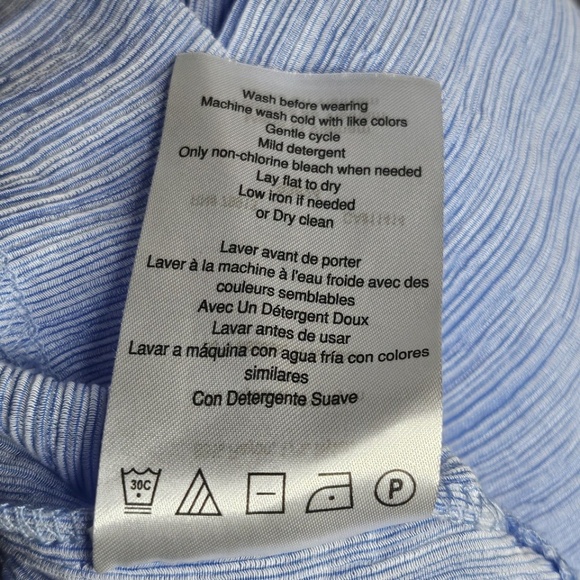 Wash before wearing
Machine wash cold with like colors
Gentle cycle
Mild detergent
Only non-chlorine bleach when needed
Lay flat to dry
Low iron if needed
or Dry clean
Laver avant de porter
Laver à la machine à l'eau froide avec des
couleurs semblables
Avec Un Détergent Doux
Lavar antes de usar
Lavar a máquina con agua fría con colores
similares
Con Detergente Suave
30C P